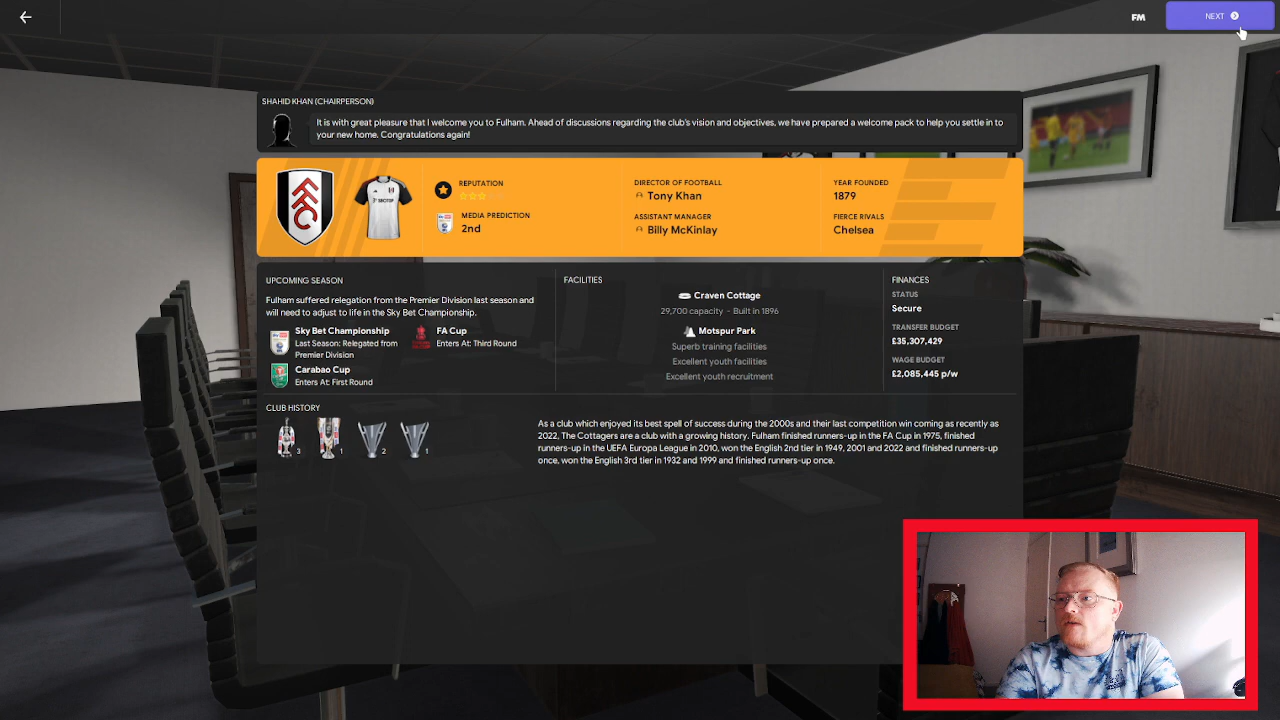 FM
NEXT
SHAHID KHAN (CHAIRPERSON)
It is with great pleasure that I welcome you to Fulham. Ahead of discussions regarding the club's vision and objectives, we have prepared a welcome pack to help you settle in to
your new home. Congratulations again!
REPUTATION
MEDIA PREDICTION
2nd
DIRECTOR OF FOOTBALL
Tony Khan
ASSISTANT MANAGER
Billy McKinlay
YEAR FOUNDED
1879
FIERCE RIVALS
Chelsea
UPCOMING SEASON
Fulham suffered relegation from the Premier Division last season and
will need to adjust to life in the Sky Bet Championship.
Sky Bet Championship
Last Season: Relegated from
Premier Division
FA Cup
Enters At: Third Round
Carabao Cup
Enters At: First Round
FACILITIES
Craven Cottage
29,700 capacity - Built in 1896
Motspur Park
Superb training facilities
Excellent youth facilities
Excellent youth recruitment
FINANCES
STATUS
Secure
TRANSFER BUDGET
£35,307,429
WAGE BUDGET
£2,085,445 p/w
CLUB HISTORY
3
1
2
1
As a club which enjoyed its best spell of success during the 2000s and their last competition win coming as recently as
2022, The Cottagers are a club with a growing history. Fulham finished runners-up in the FA Cup in 1975, finished
runners-up in the UEFA Europa League in 2010, won the English 2nd tier in 1949, 2001 and 2022 and finished runners-up
once, won the English 3rd tier in 1932 and 1999 and finished runners-up once.